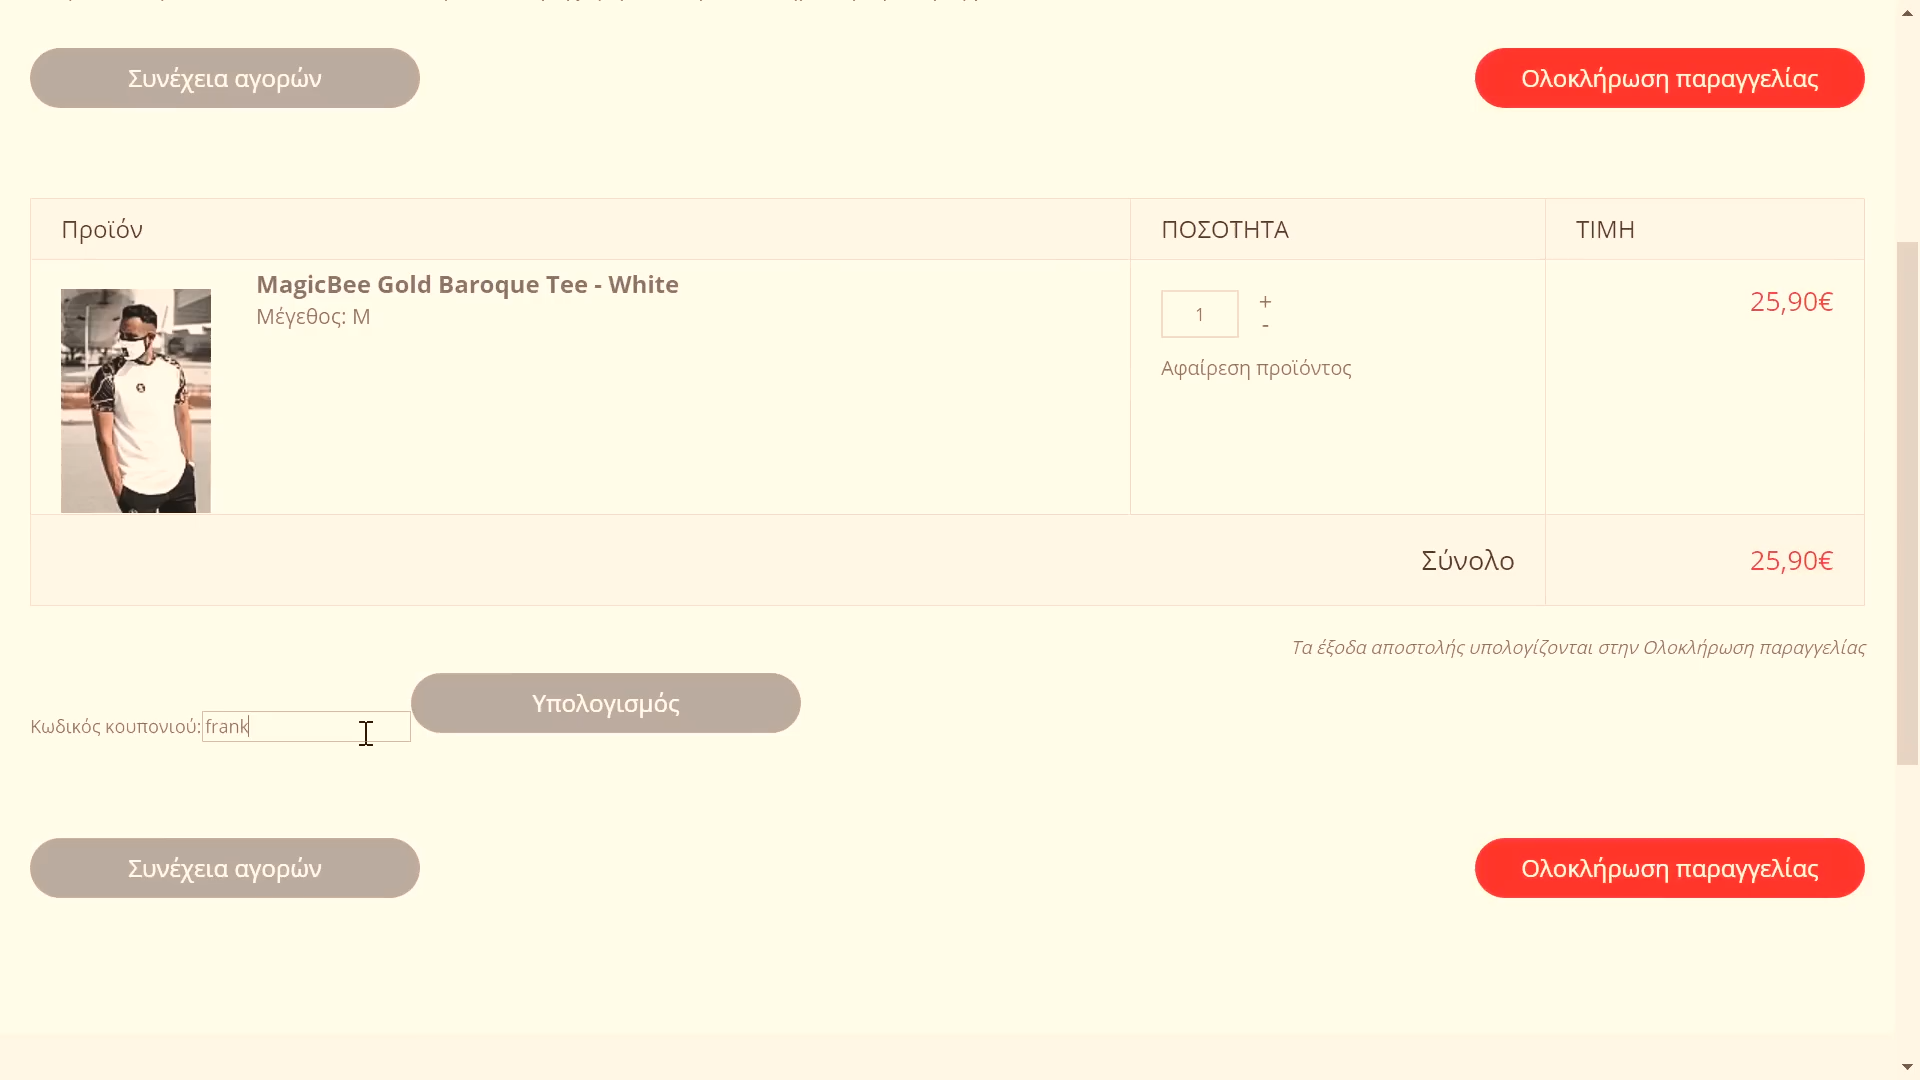 Συνέχεια αγορών
Ολοκλήρωση παραγγελίας
Προϊόν
ΠΟΣΟΤΗΤΑ
ΤΙΜΗ
MagicBee Gold Baroque Tee - White
Μέγεθος: M
1
+
-
25,90€
Αφαίρεση προϊόντος
Σύνολο
25,90€
Τα έξοδα αποστολής υπολογίζονται στην Ολοκλήρωση παραγγελίας
Υπολογισμός
Κωδικός κουπονιού: frank
Συνέχεια αγορών
Ολοκλήρωση παραγγελίας